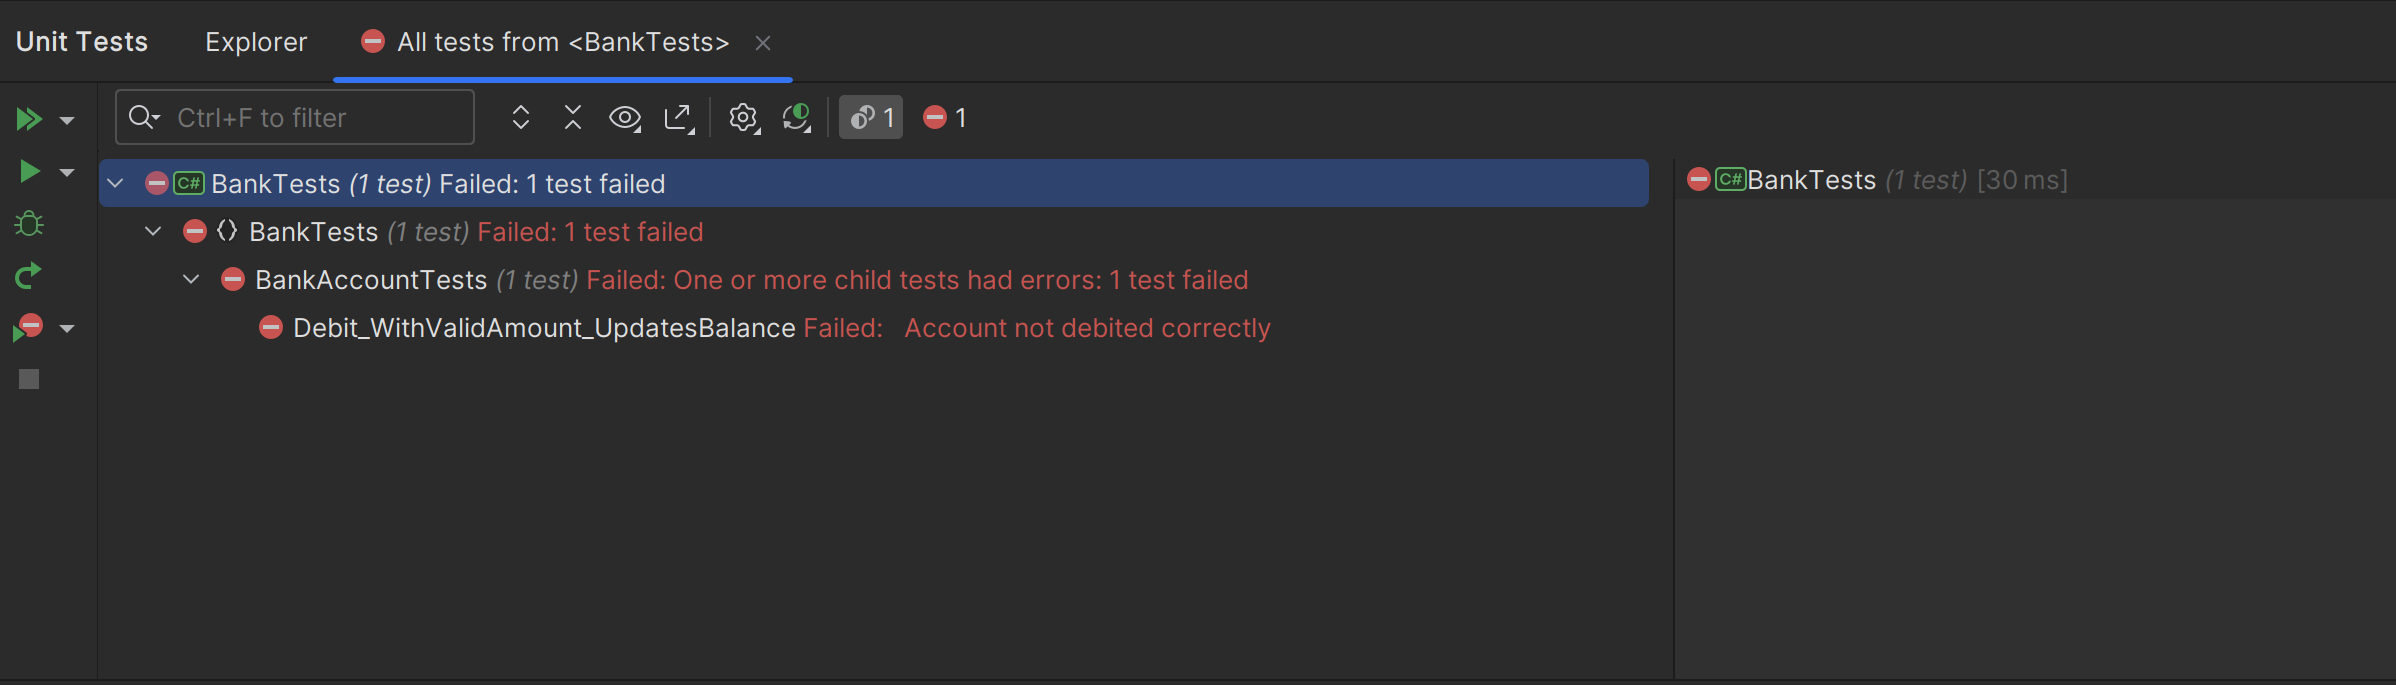 Unit Tests Explorer All tests from <BankTests>
Ctrl+F to filter 1 1
C# BankTests (1 test) Failed: 1 test failed
BankTests (1 test) Failed: 1 test failed
BankAccountTests (1 test) Failed: One or more child tests had errors: 1 test failed
Debit_WithValidAmount_UpdatesBalance Failed: Account not debited correctly
C# BankTests (1 test) [30 ms]